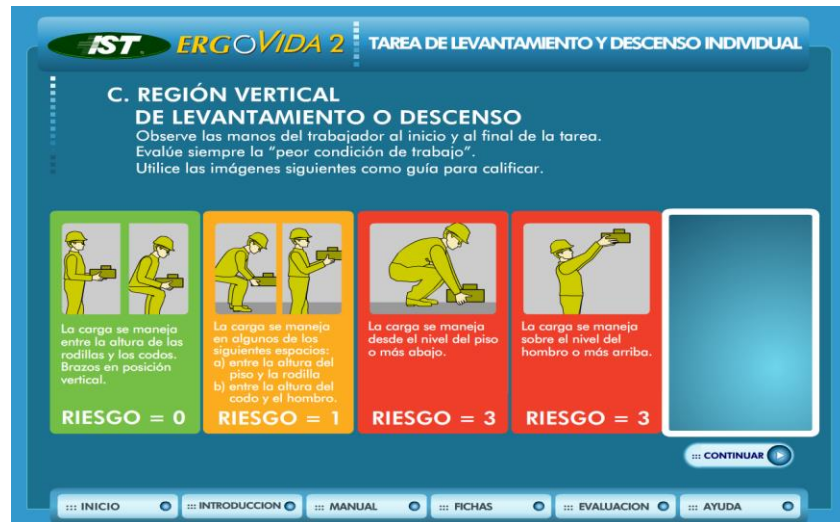 IST. ERGOVIDA 2 TAREA DE LEVANTAMIENTO Y DESCENSO INDIVIDUAL
C. REGIÓN VERTICAL
DE LEVANTAMIENTO O DESCENSO
Observe las manos del trabajador al inicio y al final de la tarea.
Evalúe siempre la “peor condición de trabajo”.
Utilice las imágenes siguientes como guía para calificar.
La carga se maneja
entre la altura de las
rodillas y los codos.
Brazos en posición
vertical.
RIESGO = 0
La carga se maneja
en algunos de los
siguientes espacios:
a) entre la altura del
piso y la rodilla
b) entre la altura del
codo y el hombro.
RIESGO = 1
La carga se maneja
desde el nivel del piso
o más abajo.
RIESGO = 3
La carga se maneja
sobre el nivel del
hombro o más arriba.
RIESGO = 3
::: CONTINUAR
::: INICIO ::: INTRODUCCION ::: MANUAL ::: FICHAS ::: EVALUACION ::: AYUDA